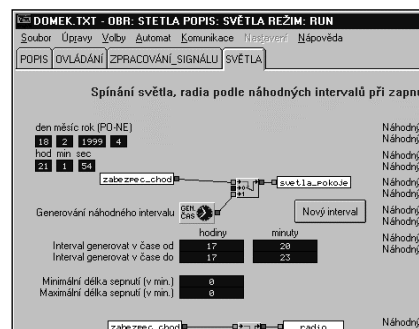 DOMEK.TXT - OBR: STETLA POPIS: SVĚTLA REŽIM: RUN
Soubor Úpravy Volby Automat Komunikace Nastavení Nápověda
POPIS OVLÁDÁNÍ ZPRACOVÁNÍ_SIGNÁLU SVĚTLA
Spínání světla, radia podle náhodných intervalů při zapnu
den měsíc rok (PO-NE)
18 2 1999 4
hod min sec
21 1 54
zabezpec_chod
svetla_pokoje
Generování náhodného intervalu
GEN. ČAS
Nový interval
hodiny minuty
Interval generovat v čase od 17 20
Interval generovat v čase do 17 23
Minimální délka sepnutí (v min.) 0
Maximální délka sepnutí (v min.) 0
zabezpec_chod
radio
Náhodný
Náhodný
Náhodný
Náhodný
Náhodný
Náhodný
Náhodný
Náhodný
Náhodný
Náhodný
Náhodný